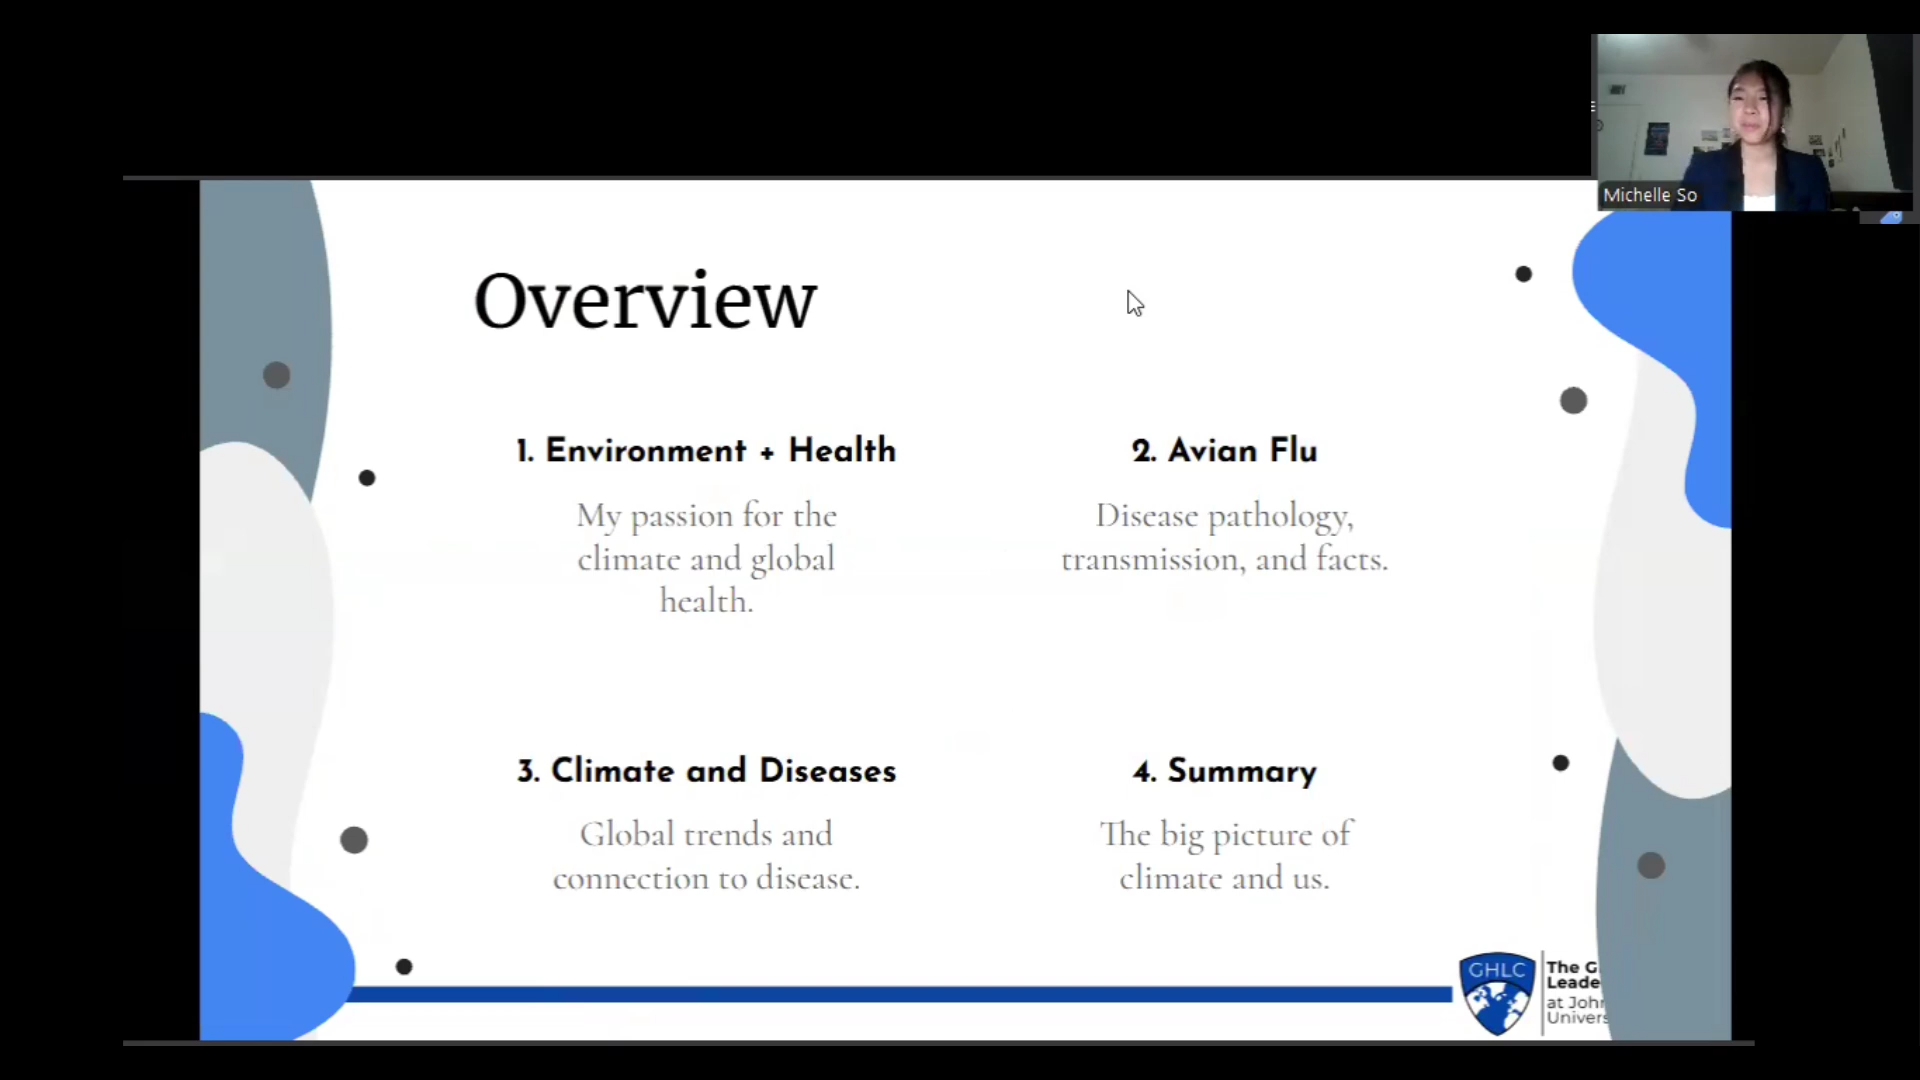 Michelle So
Overview
1. Environment + Health
My passion for the
climate and global
health.
2. Avian Flu
Disease pathology,
transmission, and facts.
3. Climate and Diseases
Global trends and
connection to disease.
4. Summary
The big picture of
climate and us.
GHLC
The G
Leade
at John
Univers